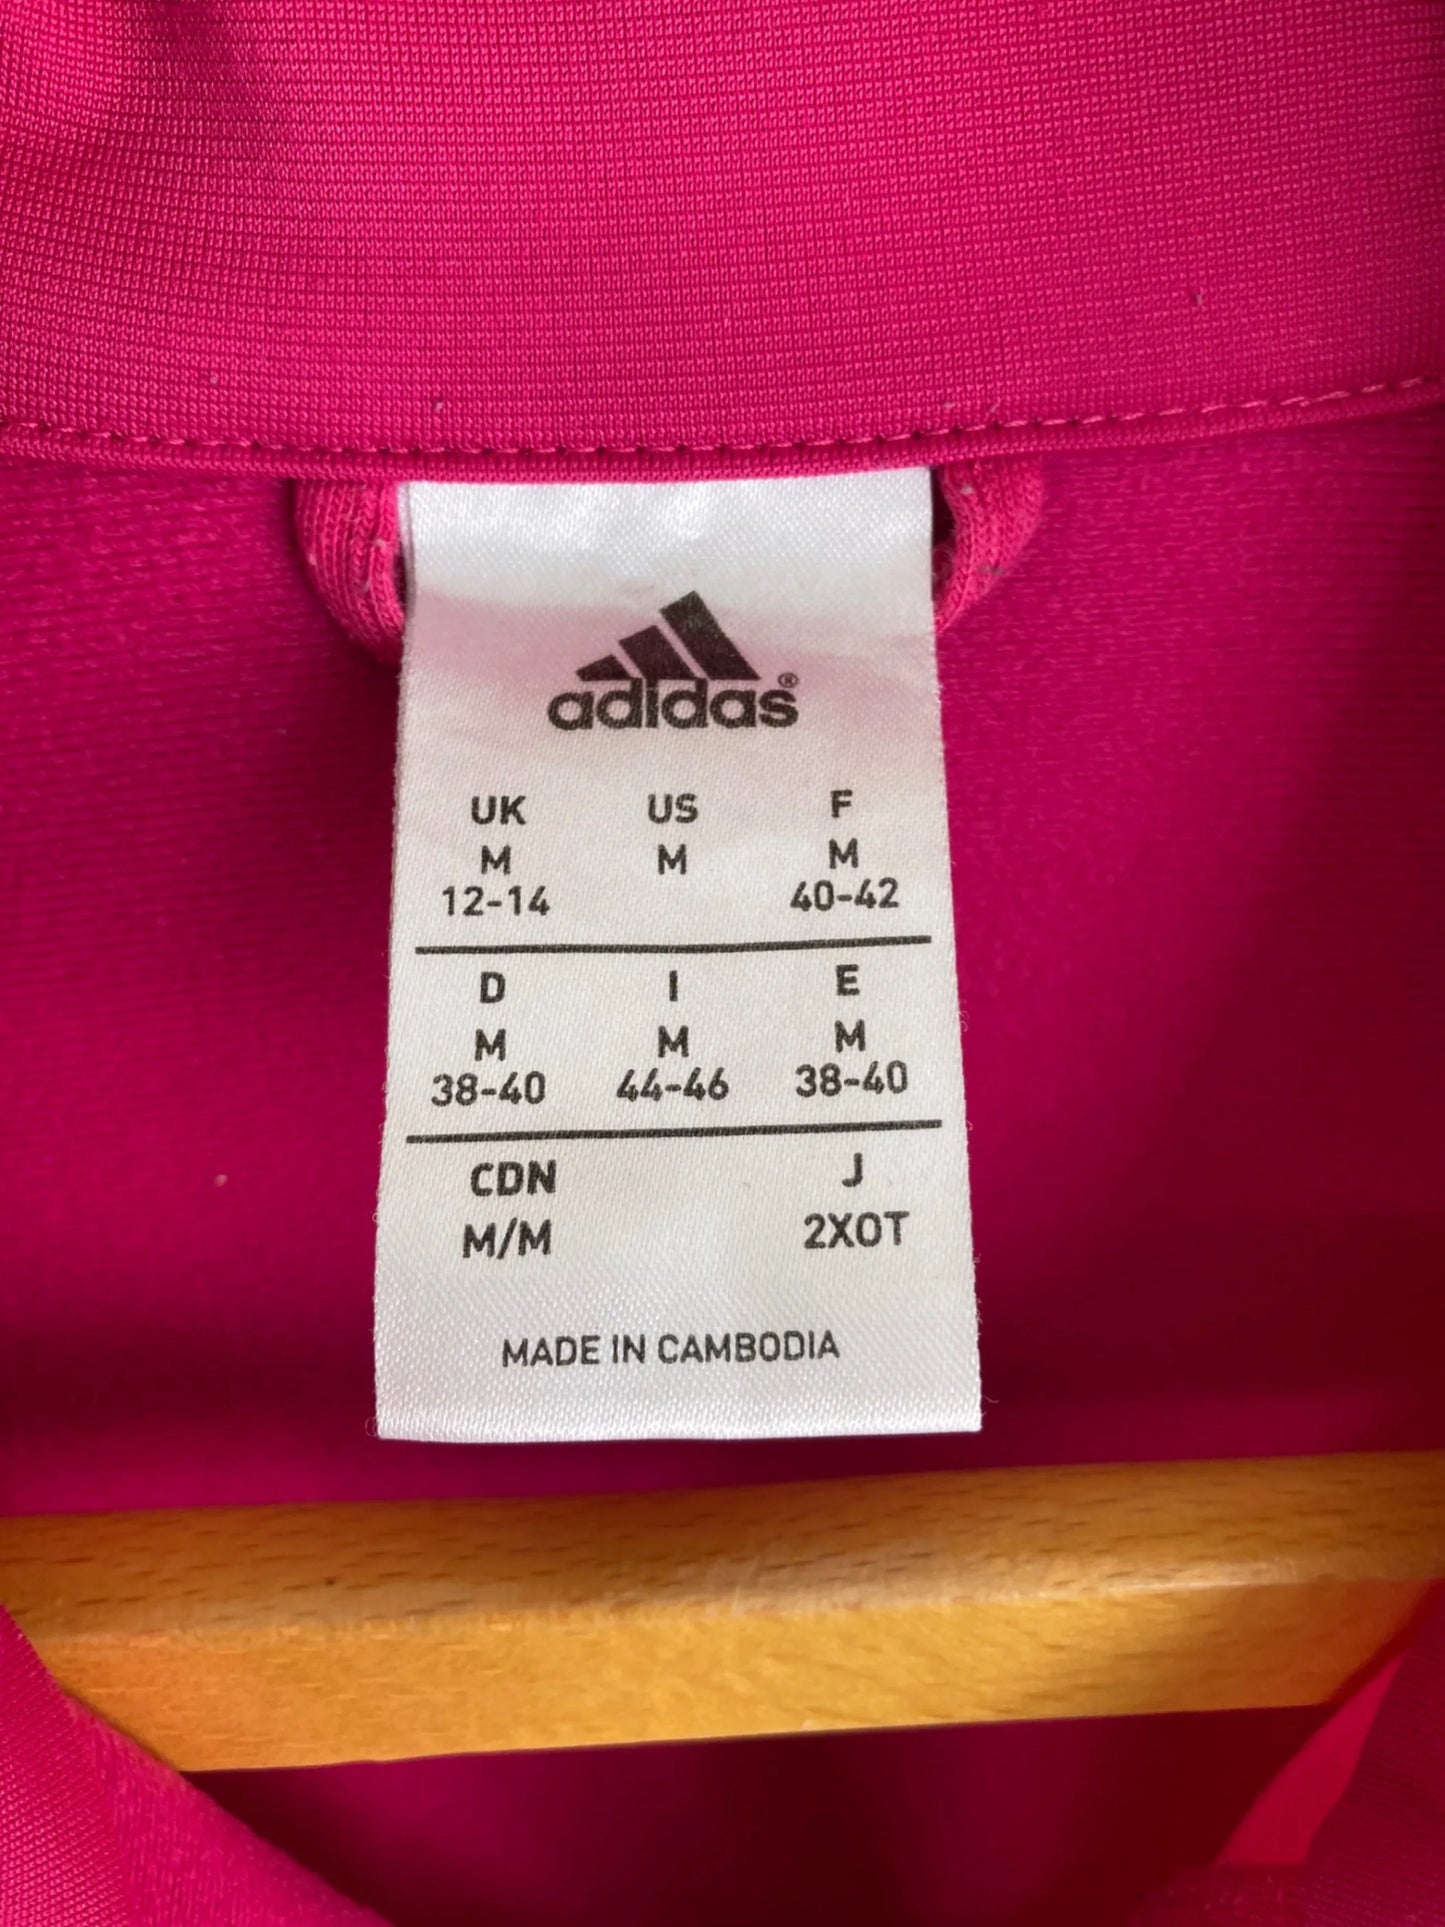 adidas®
UK US F
M M M
12-14 40-42
D I E
M M M
38-40 44-46 38-40
CDN J
M/M 2XOT
MADE IN CAMBODIA